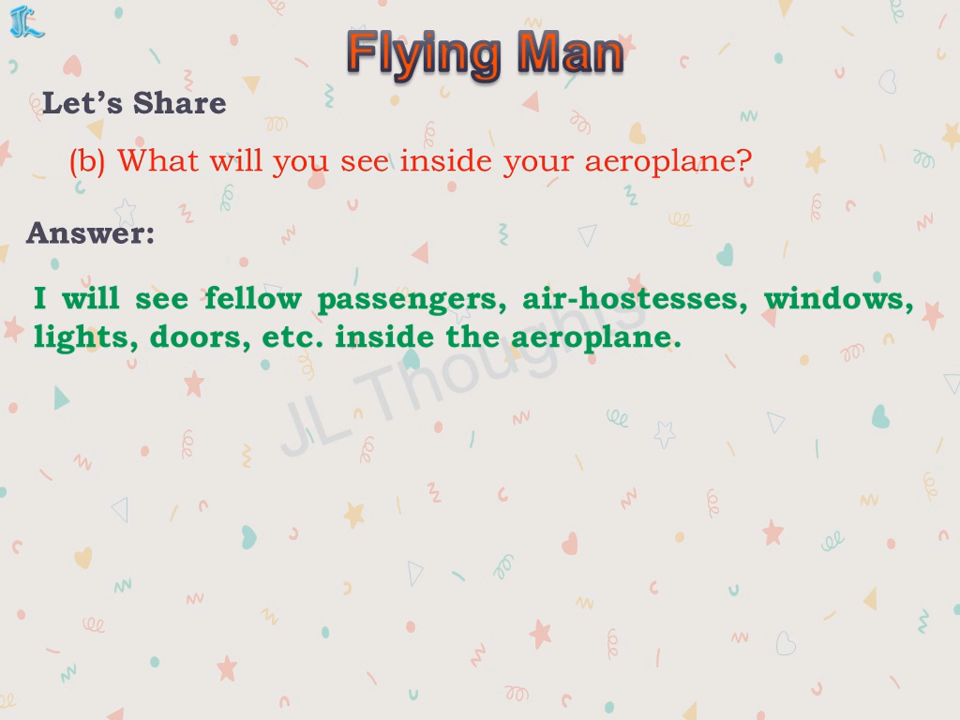 Flying Man
Let’s Share
(b) What will you see inside your aeroplane?
Answer:
I will see fellow passengers, air-hostesses, windows,
lights, doors, etc. inside the aeroplane.
JL Thoughts